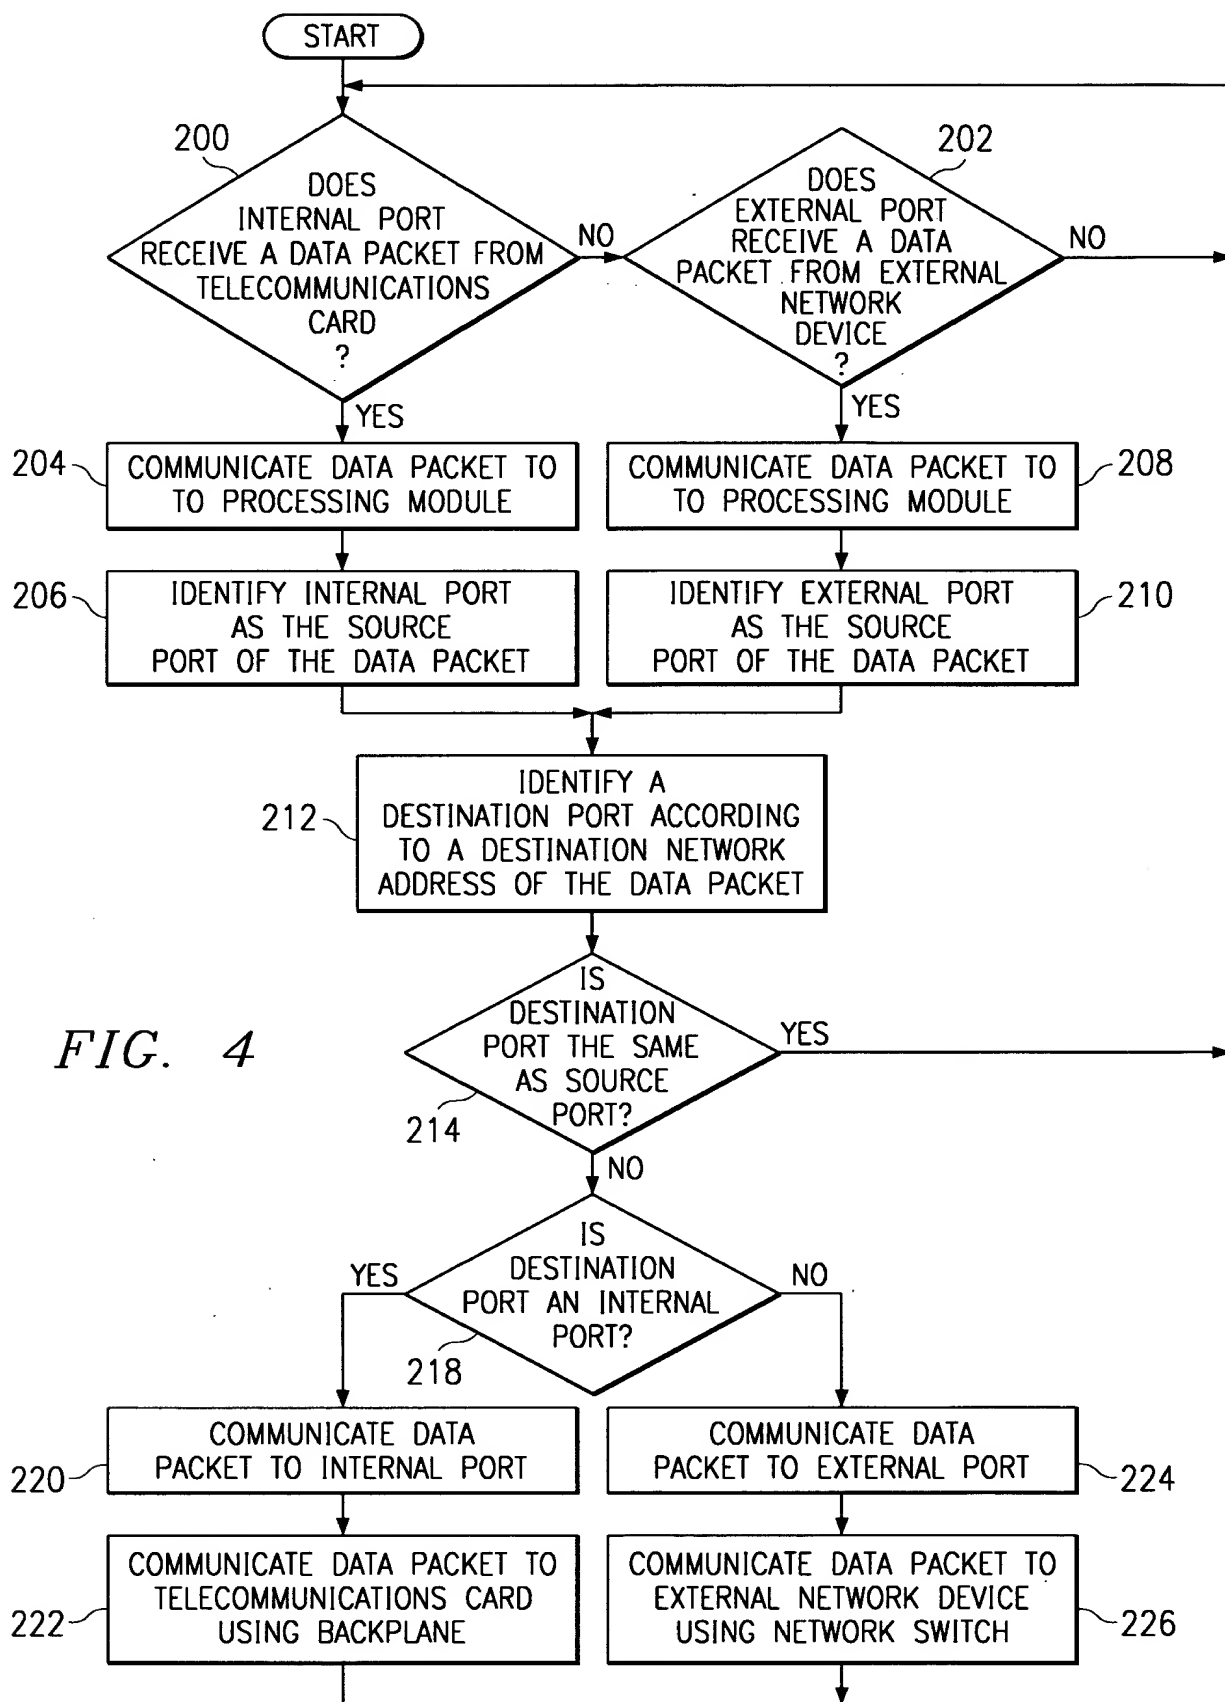 START
200
DOES
INTERNAL PORT
RECEIVE A DATA PACKET FROM
TELECOMMUNICATIONS
CARD
?
NO
YES
202
DOES
EXTERNAL PORT
RECEIVE A DATA
PACKET FROM EXTERNAL
NETWORK
DEVICE
?
NO
YES
204
COMMUNICATE DATA PACKET TO
TO PROCESSING MODULE
208
COMMUNICATE DATA PACKET TO
TO PROCESSING MODULE
206
IDENTIFY INTERNAL PORT
AS THE SOURCE
PORT OF THE DATA PACKET
210
IDENTIFY EXTERNAL PORT
AS THE SOURCE
PORT OF THE DATA PACKET
212
IDENTIFY A
DESTINATION PORT ACCORDING
TO A DESTINATION NETWORK
ADDRESS OF THE DATA PACKET
FIG. 4
IS
DESTINATION
PORT THE SAME
AS SOURCE
PORT?
214
YES
NO
IS
DESTINATION
PORT AN INTERNAL
PORT?
218
YES
NO
220
COMMUNICATE DATA
PACKET TO INTERNAL PORT
224
COMMUNICATE DATA
PACKET TO EXTERNAL PORT
222
COMMUNICATE DATA PACKET TO
TELECOMMUNICATIONS CARD
USING BACKPLANE
226
COMMUNICATE DATA PACKET TO
EXTERNAL NETWORK DEVICE
USING NETWORK SWITCH